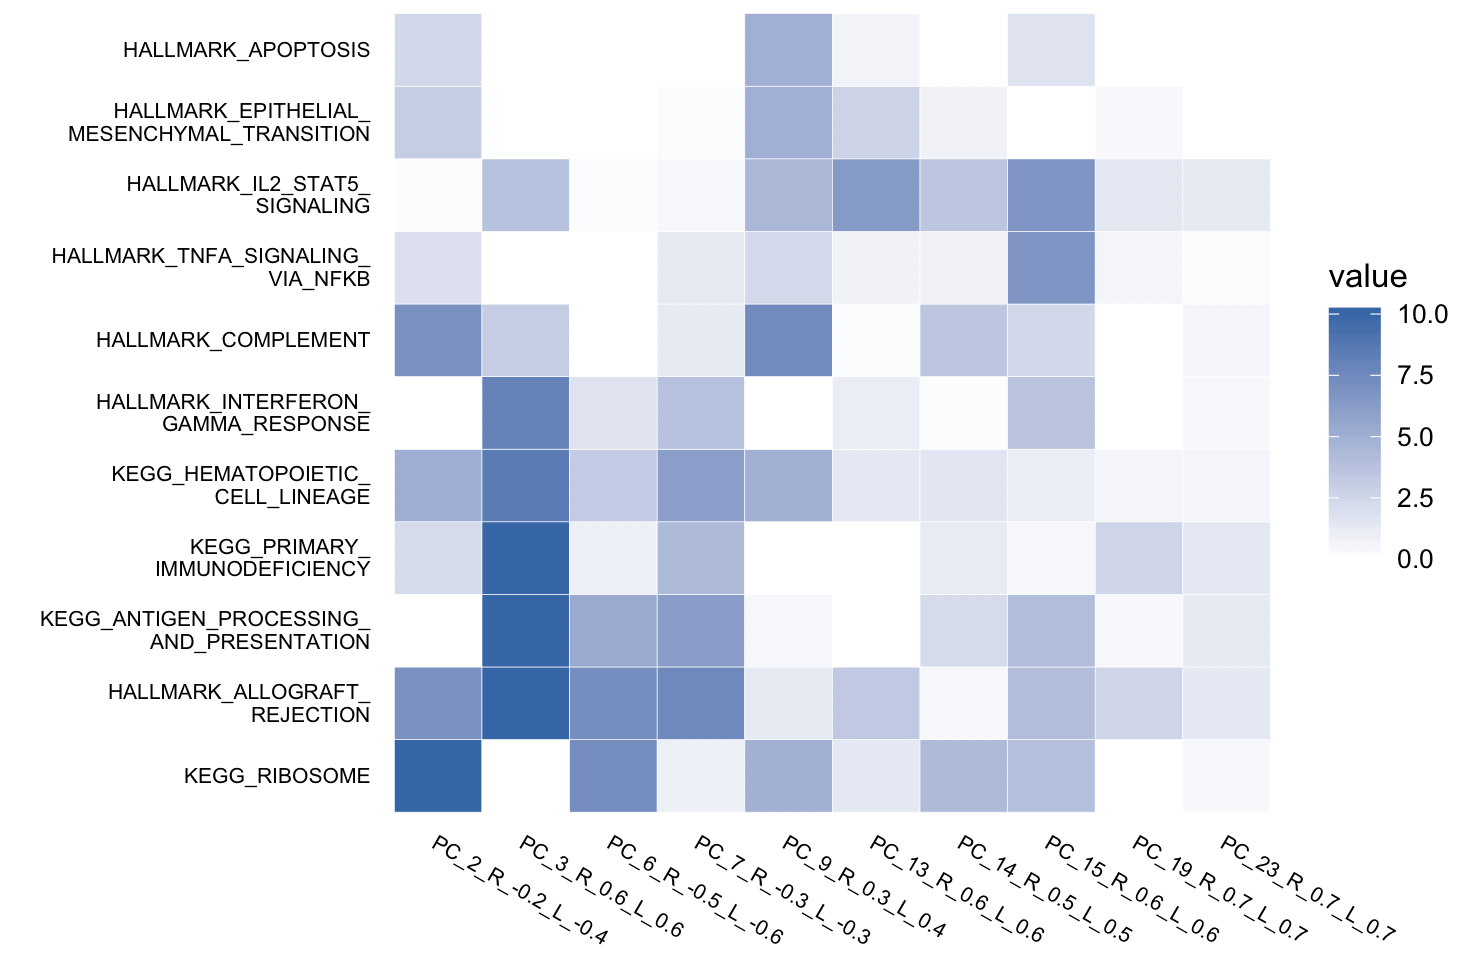 HALLMARK_APOPTOSIS
HALLMARK_EPITHELIAL_
MESENCHYMAL_TRANSITION
HALLMARK_IL2_STAT5_
SIGNALING
HALLMARK_TNFA_SIGNALING_
VIA_NFKB
HALLMARK_COMPLEMENT
HALLMARK_INTERFERON_
GAMMA_RESPONSE
KEGG_HEMATOPOIETIC_
CELL_LINEAGE
KEGG_PRIMARY_
IMMUNODEFICIENCY
KEGG_ANTIGEN_PROCESSING_
AND_PRESENTATION
HALLMARK_ALLOGRAFT_
REJECTION
KEGG_RIBOSOME
PC_2_R_-0.2_L_-0.4
PC_3_R_0.6_L_0.6
PC_6_R_-0.5_L_-0.6
PC_7_R_-0.3_L_-0.3
PC_9_R_0.3_L_0.4
PC_13_R_0.6_L_0.6
PC_14_R_0.5_L_0.5
PC_15_R_0.6_L_0.6
PC_19_R_0.7_L_0.7
PC_23_R_0.7_L_0.7
value
10.0
7.5
5.0
2.5
0.0